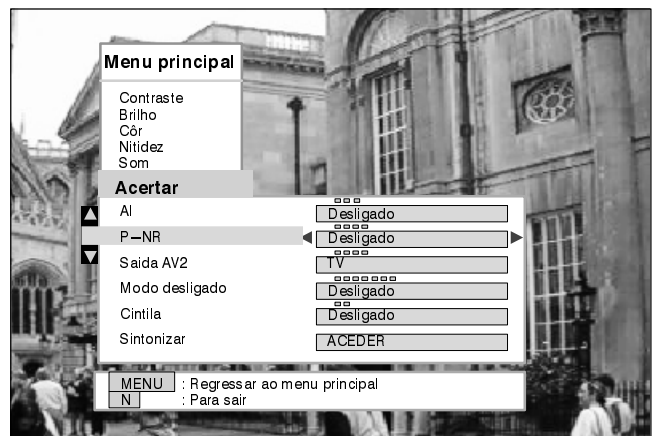 Menu principal
Contraste
Brilho
Côr
Nitidez
Som
Acertar
AI Desligado
P–NR Desligado
Saida AV2 TV
Modo desligado Desligado
Cintila Desligado
Sintonizar ACEDER
MENU : Regressar ao menu principal
N : Para sair